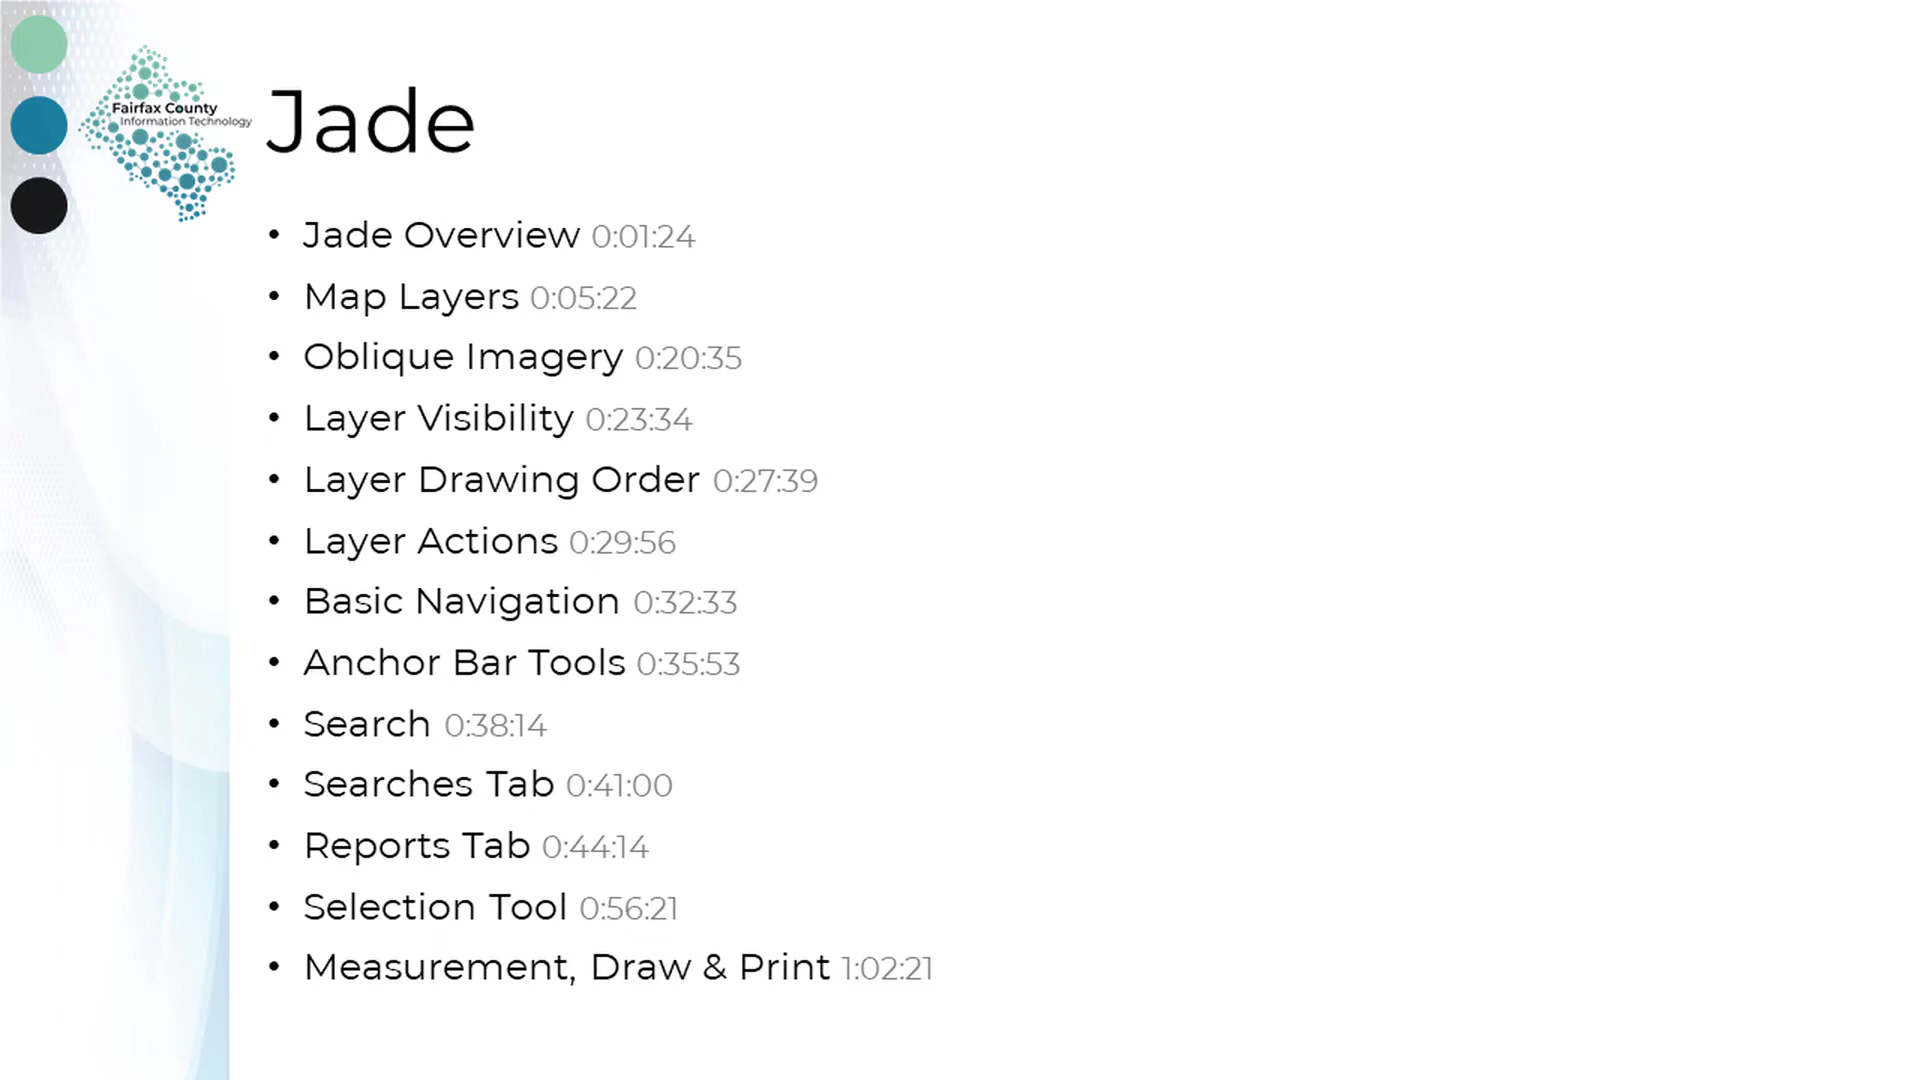 Fairfax County
Information Technology
Jade
• Jade Overview 0:01:24
• Map Layers 0:05:22
• Oblique Imagery 0:20:35
• Layer Visibility 0:23:34
• Layer Drawing Order 0:27:39
• Layer Actions 0:29:56
• Basic Navigation 0:32:33
• Anchor Bar Tools 0:35:53
• Search 0:38:14
• Searches Tab 0:41:00
• Reports Tab 0:44:14
• Selection Tool 0:56:21
• Measurement, Draw & Print 1:02:21